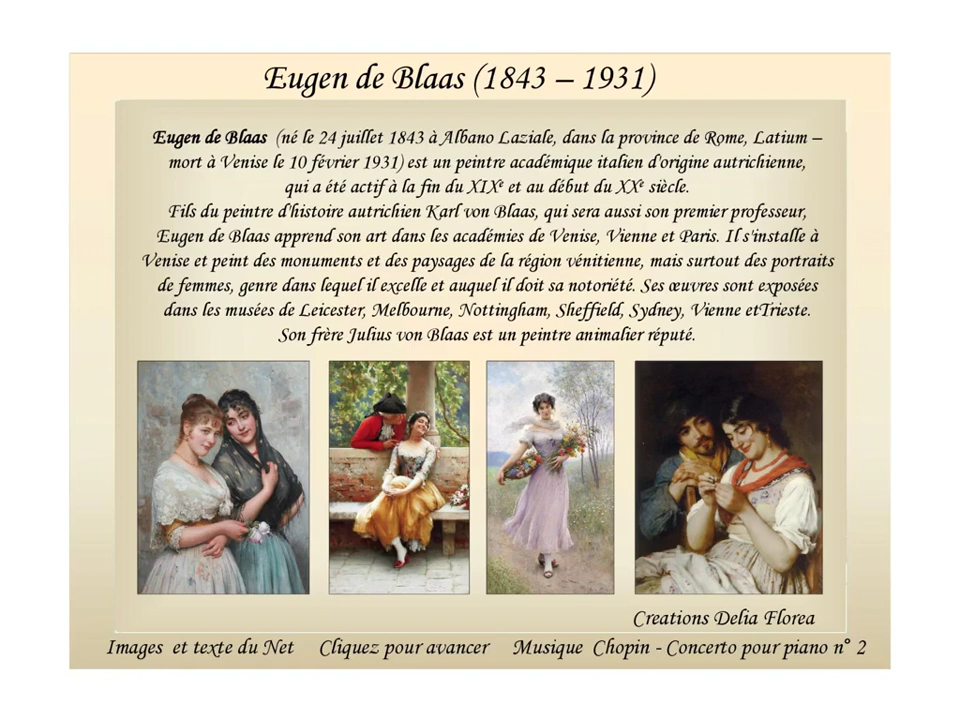 Eugen de Blaas (1843 – 1931)
Eugen de Blaas (né le 24 juillet 1843 à Albano Laziale, dans la province de Rome, Latium –
mort à Venise le 10 février 1931) est un peintre académique italien d'origine autrichienne,
qui a été actif à la fin du XIXe et au début du XXe siècle.
Fils du peintre d'histoire autrichien Karl von Blaas, qui sera aussi son premier professeur,
Eugen de Blaas apprend son art dans les académies de Venise, Vienne et Paris. Il s'installe à
Venise et peint des monuments et des paysages de la région vénitienne, mais surtout des portraits
de femmes, genre dans lequel il excelle et auquel il doit sa notoriété. Ses œuvres sont exposées
dans les musées de Leicester, Melbourne, Nottingham, Sheffield, Sydney, Vienne etTrieste.
Son frère Julius von Blaas est un peintre animalier réputé.
Creations Delia Florea
Images et texte du Net Cliquez pour avancer Musique Chopin - Concerto pour piano n° 2